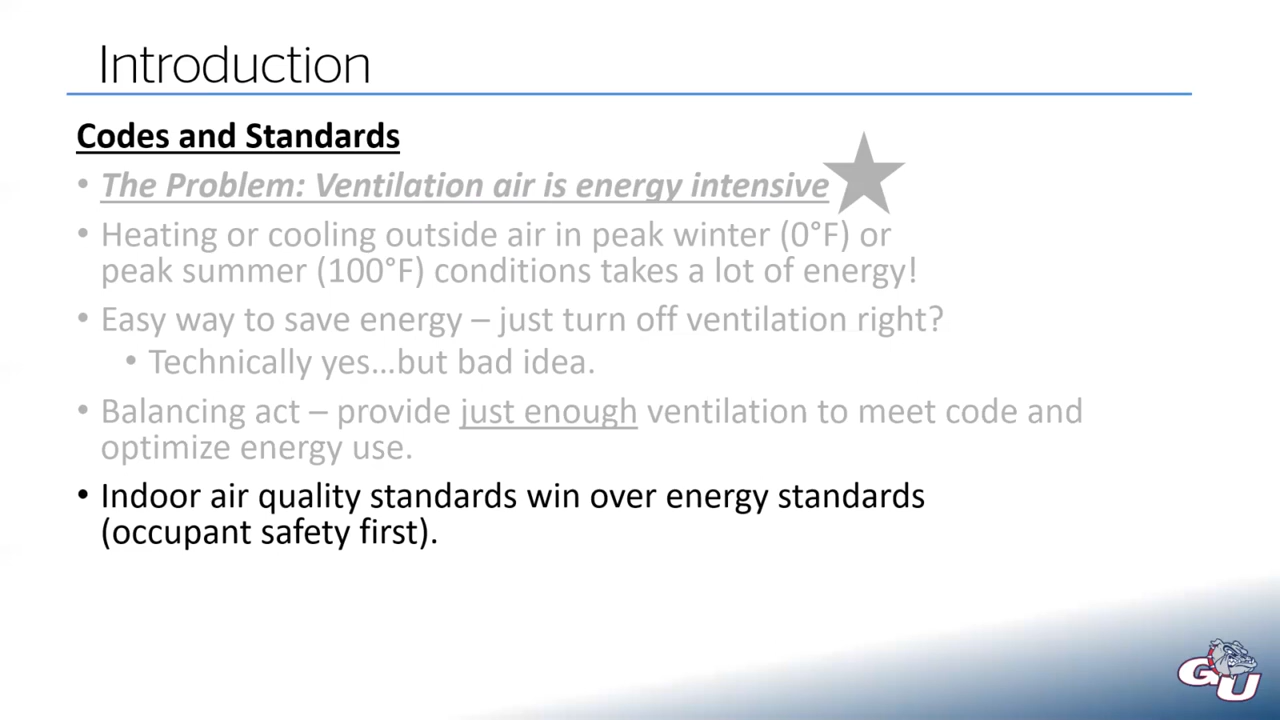 Introduction
Codes and Standards
• The Problem: Ventilation air is energy intensive
• Heating or cooling outside air in peak winter (0°F) or
peak summer (100°F) conditions takes a lot of energy!
• Easy way to save energy – just turn off ventilation right?
• Technically yes...but bad idea.
• Balancing act – provide just enough ventilation to meet code and
optimize energy use.
• Indoor air quality standards win over energy standards
(occupant safety first).
GU